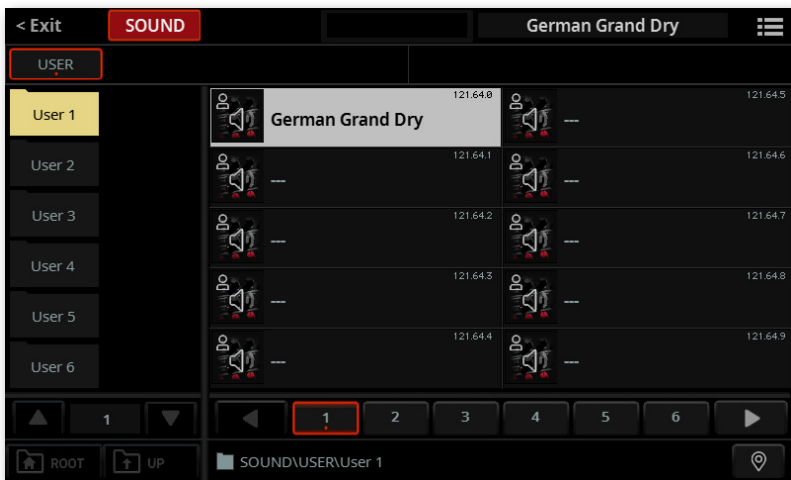 < Exit SOUND German Grand Dry
USER
User 1
User 2
User 3
User 4
User 5
User 6
German Grand Dry 121.64.0
--- 121.64.5
--- 121.64.1
--- 121.64.6
--- 121.64.2
--- 121.64.7
--- 121.64.3
--- 121.64.8
--- 121.64.4
--- 121.64.9
1
1 2 3 4 5 6
ROOT UP
SOUND\USER\User 1